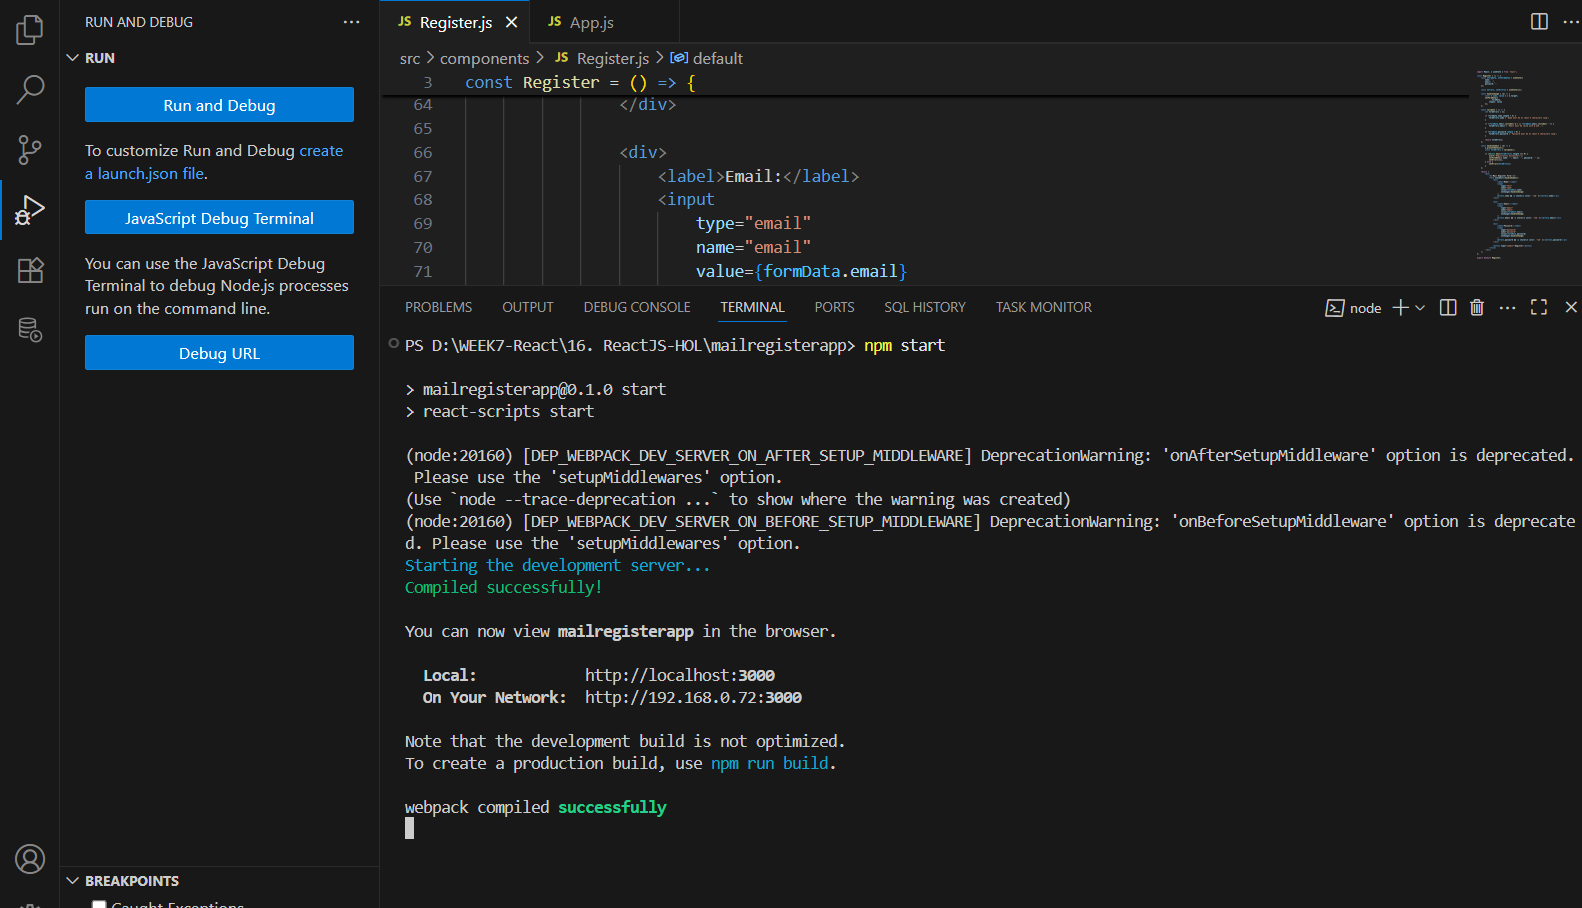 RUN AND DEBUG
RUN
Run and Debug
To customize Run and Debug create
a launch.json file.
JavaScript Debug Terminal
You can use the JavaScript Debug
Terminal to debug Node.js processes
run on the command line.
Debug URL
BREAKPOINTS
Caught Exceptions
JS Register.js
JS App.js
src > components > JS Register.js > default
3 const Register = () => {
64 </div>
65
66 <div>
67 <label>Email:</label>
68 <input
69 type="email"
70 name="email"
71 value={formData.email}
PROBLEMS OUTPUT DEBUG CONSOLE TERMINAL PORTS SQL HISTORY TASK MONITOR
node
PS D:\WEEK7-React\16. ReactJS-HOL\mailregisterapp> npm start
> mailregisterapp@0.1.0 start
> react-scripts start
(node:20160) [DEP_WEBPACK_DEV_SERVER_ON_AFTER_SETUP_MIDDLEWARE] DeprecationWarning: 'onAfterSetupMiddleware' option is deprecated.
Please use the 'setupMiddlewares' option.
(Use `node --trace-deprecation ...` to show where the warning was created)
(node:20160) [DEP_WEBPACK_DEV_SERVER_ON_BEFORE_SETUP_MIDDLEWARE] DeprecationWarning: 'onBeforeSetupMiddleware' option is deprecate
d. Please use the 'setupMiddlewares' option.
Starting the development server...
Compiled successfully!
You can now view mailregisterapp in the browser.
Local: http://localhost:3000
On Your Network: http://192.168.0.72:3000
Note that the development build is not optimized.
To create a production build, use npm run build.
webpack compiled successfully